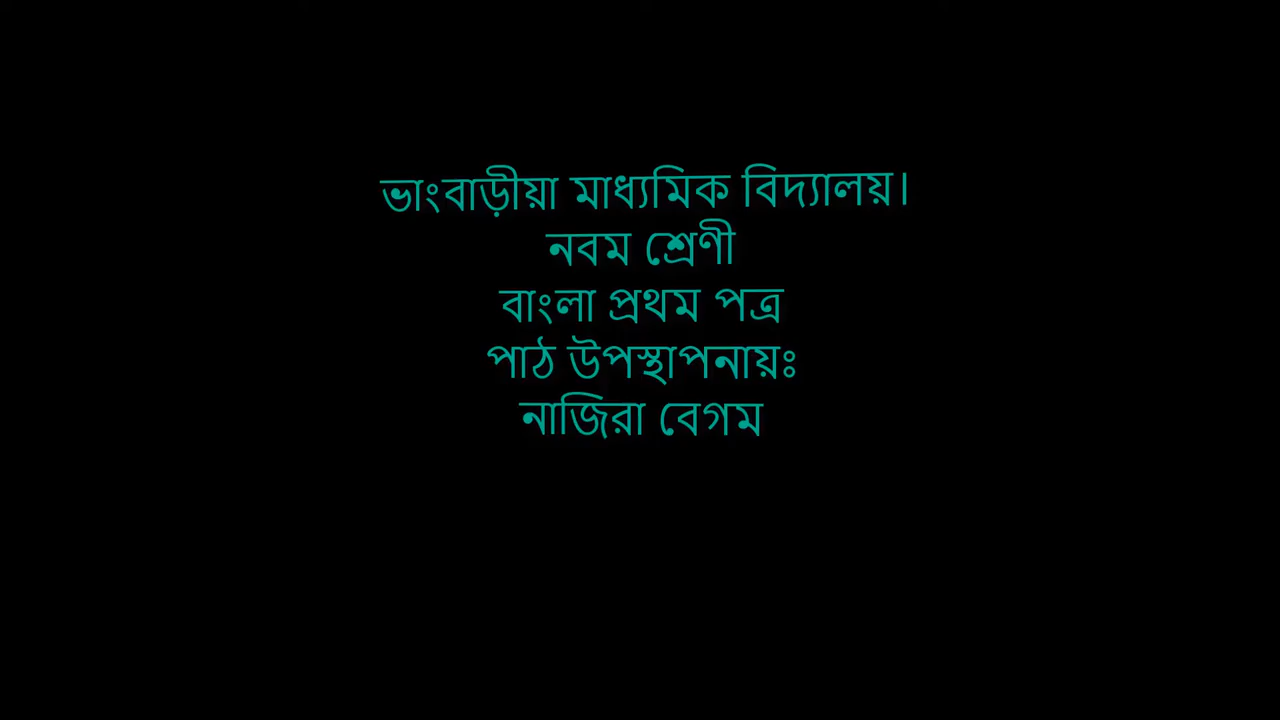 ভাংবাড়ীয়া মাধ্যমিক বিদ্যালয়।
নবম শ্রেণী
বাংলা প্রথম পত্র
পাঠ উপস্থাপনায়ঃ
নাজিরা বেগম